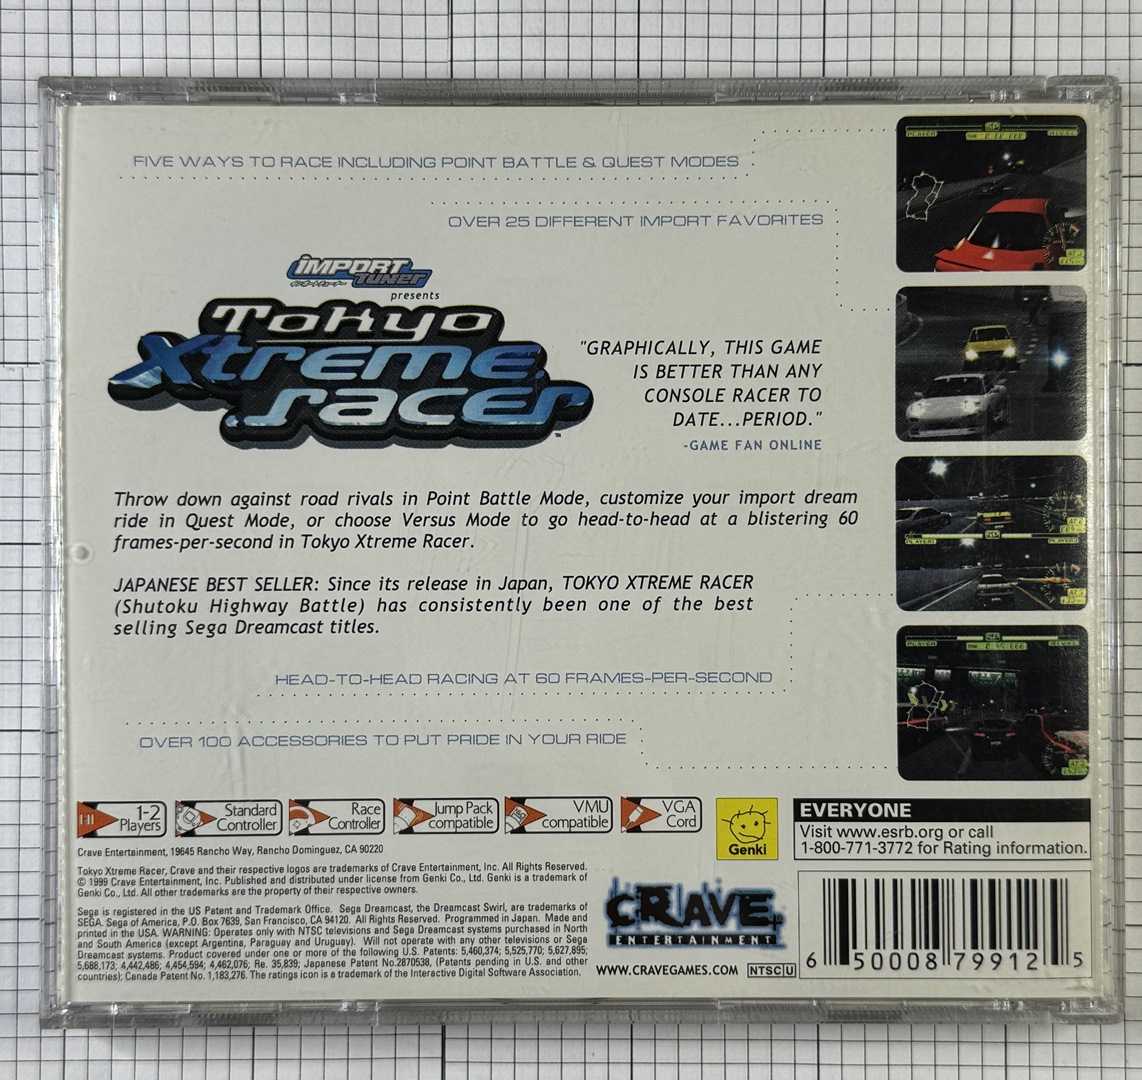 FIVE WAYS TO RACE INCLUDING POINT BATTLE & QUEST MODES
OVER 25 DIFFERENT IMPORT FAVORITES
IMPORT
TUNER
presents
Tokyo
Xtreme
racer
TM
"GRAPHICALLY, THIS GAME
IS BETTER THAN ANY
CONSOLE RACER TO
DATE...PERIOD."
-GAME FAN ONLINE
Throw down against road rivals in Point Battle Mode, customize your import dream
ride in Quest Mode, or choose Versus Mode to go head-to-head at a blistering 60
frames-per-second in Tokyo Xtreme Racer.
JAPANESE BEST SELLER: Since its release in Japan, TOKYO XTREME RACER
(Shutoku Highway Battle) has consistently been one of the best
selling Sega Dreamcast titles.
HEAD-TO-HEAD RACING AT 60 FRAMES-PER-SECOND
OVER 100 ACCESSORIES TO PUT PRIDE IN YOUR RIDE
1-2
Players
Standard
Controller
Race
Controller
Jump Pack
compatible
VMU
compatible
VGA
Cord
Genki
EVERYONE
Visit www.esrb.org or call
1-800-771-3772 for Rating information.
Crave Entertainment, 19645 Rancho Way, Rancho Dominguez, CA 90220
Tokyo Xtreme Racer, Crave and their respective logos are trademarks of Crave Entertainment, Inc. All Rights Reserved.
© 1999 Crave Entertainment, Inc. Published and distributed under license from Genki Co., Ltd. Genki is a trademark of
Genki Co., Ltd. All other trademarks are the property of their respective owners.
Sega is registered in the US Patent and Trademark Office. Sega Dreamcast, the Dreamcast Swirl, are trademarks of
SEGA. Sega of America, P.O. Box 7639, San Francisco, CA 94120. All Rights Reserved. Programmed in Japan. Made and
printed in the USA. WARNING: Operates only with NTSC televisions and Sega Dreamcast systems purchased in North
and South America (except Argentina, Paraguay and Uruguay). Will not operate with any other televisions or Sega
Dreamcast systems. Product covered under one or more of the following U.S. Patents: 5,460,374; 5,525,770; 5,627,895;
5,688,173; 4,442,486; 4,454,594; 4,462,076; Re. 35,839; Japanese Patent No. 2870538, (Patents pending in U.S. and other
countries); Canada Patent No. 1,183,276. The ratings icon is a trademark of the Interactive Digital Software Association.
CRAVE
ENTERTAINMENT
WWW.CRAVEGAMES.COM
NTSC U
6 50008 79912 5